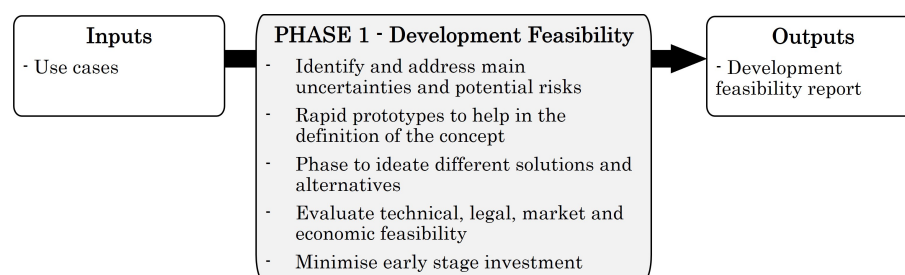 Inputs
- Use cases
PHASE 1 - Development Feasibility
- Identify and address main
uncertainties and potential risks
- Rapid prototypes to help in the
definition of the concept
- Phase to ideate different solutions and
alternatives
- Evaluate technical, legal, market and
economic feasibility
- Minimise early stage investment
Outputs
- Development
feasibility report